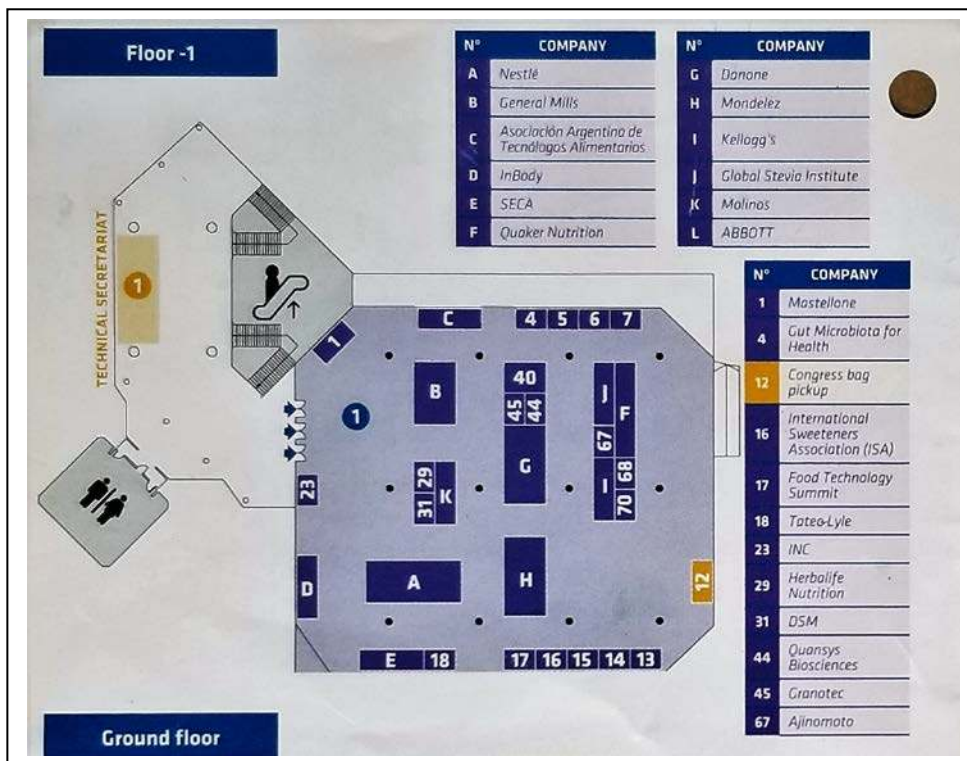 Floor -1
N° COMPANY
A Nestlé
B General Mills
C Asociación Argentina de
Tecnólogos Alimentarios
D InBody
E SECA
F Quaker Nutrition
N° COMPANY
G Danone
H Mondelez
I Kellogg's
J Global Stevia Institute
K Molinos
L ABBOTT
TECHNICAL SECRETARIAT
1
1
C
4 5 6 7
B
40
45 44
J
F
1
67
G
I
68
70
23
29
31
K
D
A
H
12
E 18
17 16 15 14 13
N° COMPANY
1 Mastellone
4 Gut Microbiota for
Health
12 Congress bag
pickup
16 International
Sweeteners
Association (ISA)
17 Food Technology
Summit
18 Tate&Lyle
23 INC
29 Herbalife
Nutrition
31 DSM
44 Quansys
Biosciences
45 Granotec
67 Ajinomoto
Ground floor